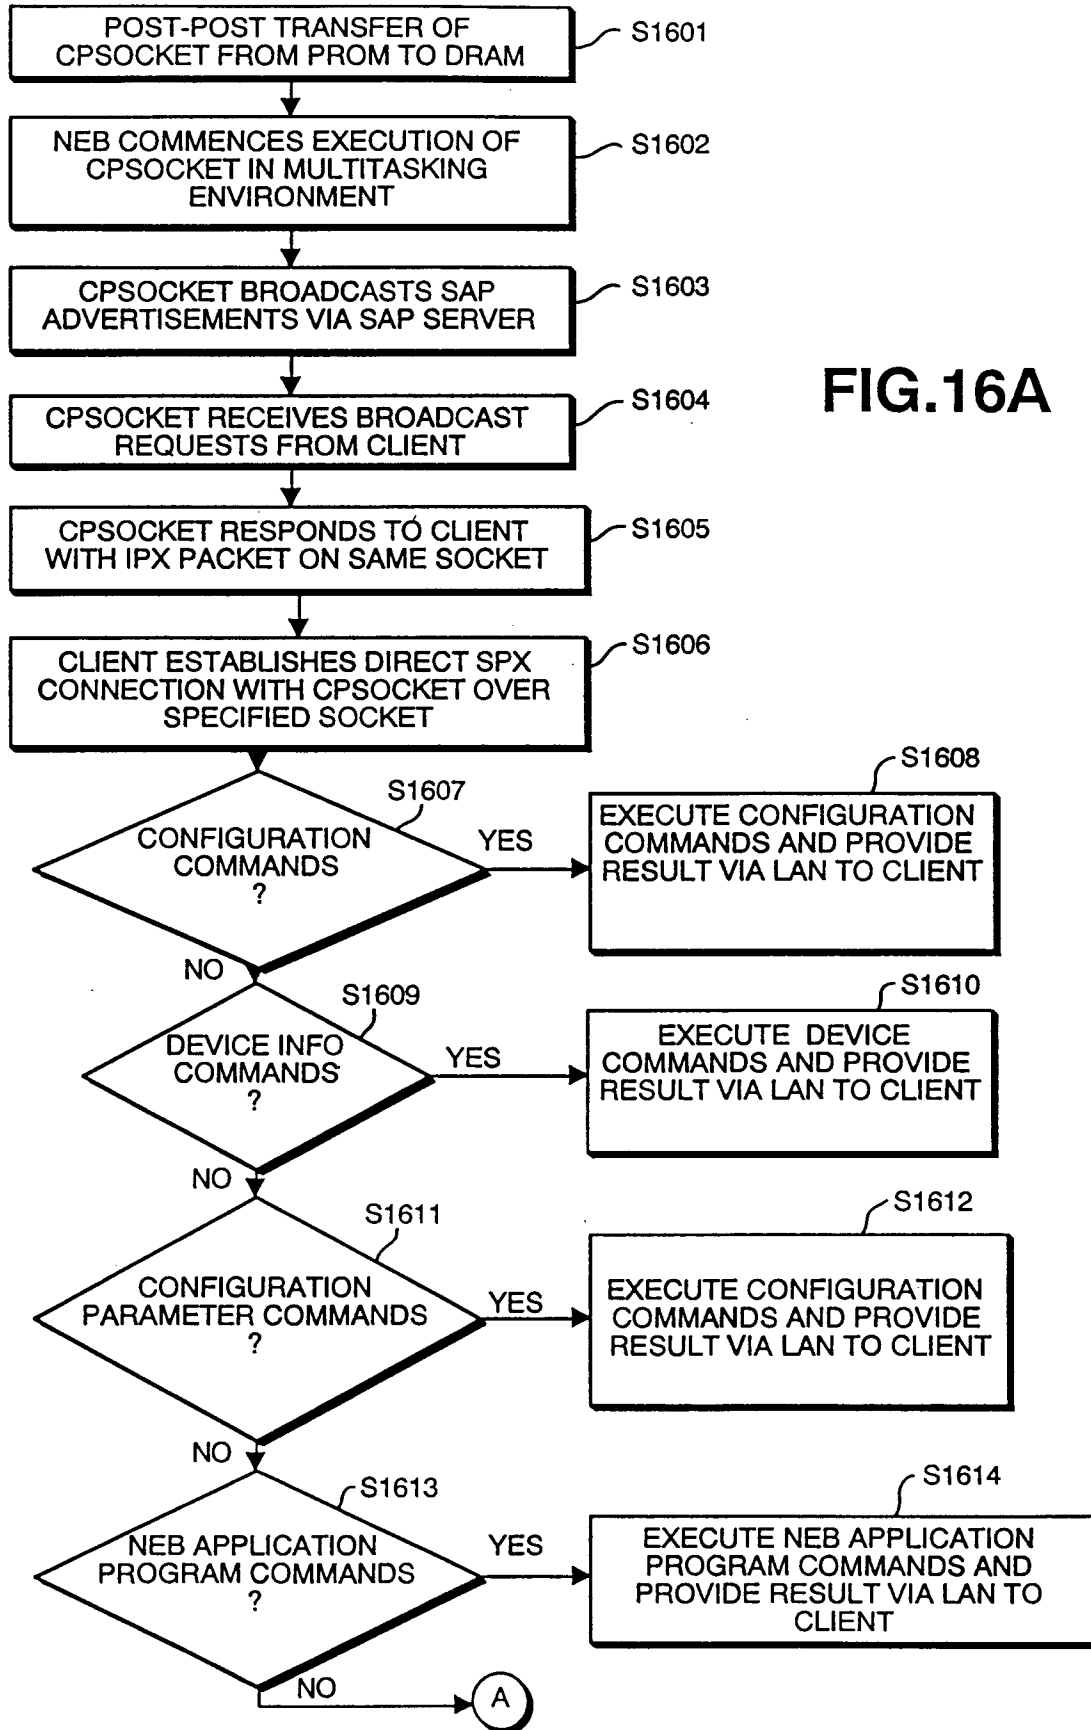 POST-POST TRANSFER OF
CPSOCKET FROM PROM TO DRAM
S1601
NEB COMMENCES EXECUTION OF
CPSOCKET IN MULTITASKING
ENVIRONMENT
S1602
CPSOCKET BROADCASTS SAP
ADVERTISEMENTS VIA SAP SERVER
S1603
FIG.16A
CPSOCKET RECEIVES BROADCAST
REQUESTS FROM CLIENT
S1604
CPSOCKET RESPONDS TO CLIENT
WITH IPX PACKET ON SAME SOCKET
S1605
CLIENT ESTABLISHES DIRECT SPX
CONNECTION WITH CPSOCKET OVER
SPECIFIED SOCKET
S1606
S1607
CONFIGURATION
COMMANDS
?
YES
S1608
EXECUTE CONFIGURATION
COMMANDS AND PROVIDE
RESULT VIA LAN TO CLIENT
NO
S1609
DEVICE INFO
COMMANDS
?
YES
S1610
EXECUTE DEVICE
COMMANDS AND PROVIDE
RESULT VIA LAN TO CLIENT
NO
S1611
CONFIGURATION
PARAMETER COMMANDS
?
YES
S1612
EXECUTE CONFIGURATION
COMMANDS AND PROVIDE
RESULT VIA LAN TO CLIENT
NO
S1613
NEB APPLICATION
PROGRAM COMMANDS
?
YES
S1614
EXECUTE NEB APPLICATION
PROGRAM COMMANDS AND
PROVIDE RESULT VIA LAN TO
CLIENT
NO
A